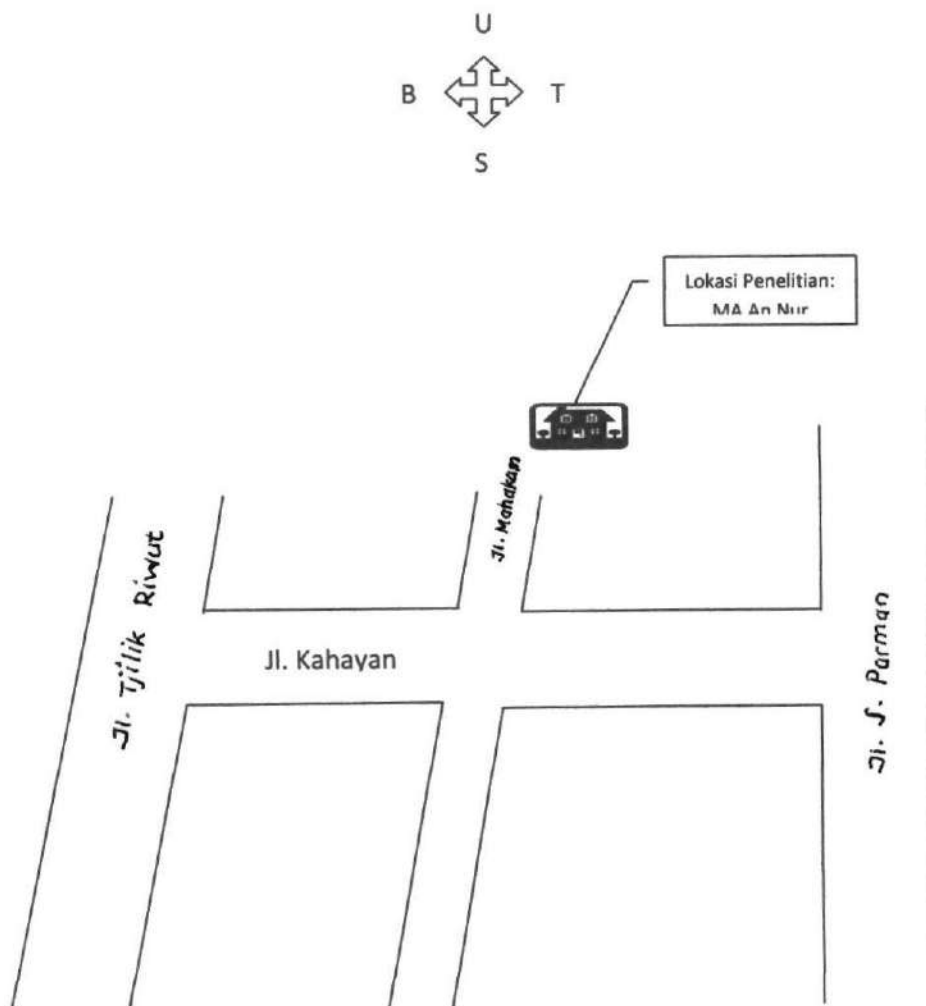 U
B T
S
Lokasi Penelitian:
MA An Nur
Jl. Mahakam
Jl. Tjilik Riwut
Jl. Kahayan
Jl. S. Parman